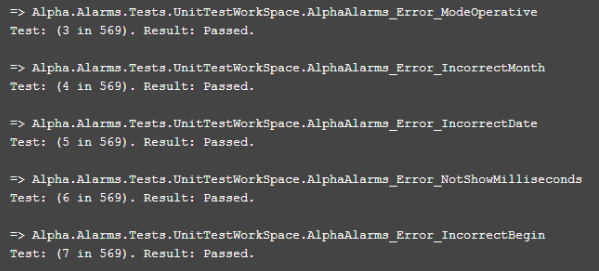 => Alpha.Alarms.Tests.UnitTestWorkSpace.AlphaAlarms_Error_ModeOperative
Test: (3 in 569). Result: Passed.
=> Alpha.Alarms.Tests.UnitTestWorkSpace.AlphaAlarms_Error_IncorrectMonth
Test: (4 in 569). Result: Passed.
=> Alpha.Alarms.Tests.UnitTestWorkSpace.AlphaAlarms_Error_IncorrectDate
Test: (5 in 569). Result: Passed.
=> Alpha.Alarms.Tests.UnitTestWorkSpace.AlphaAlarms_Error_NotShowMilliseconds
Test: (6 in 569). Result: Passed.
=> Alpha.Alarms.Tests.UnitTestWorkSpace.AlphaAlarms_Error_IncorrectBegin
Test: (7 in 569). Result: Passed.